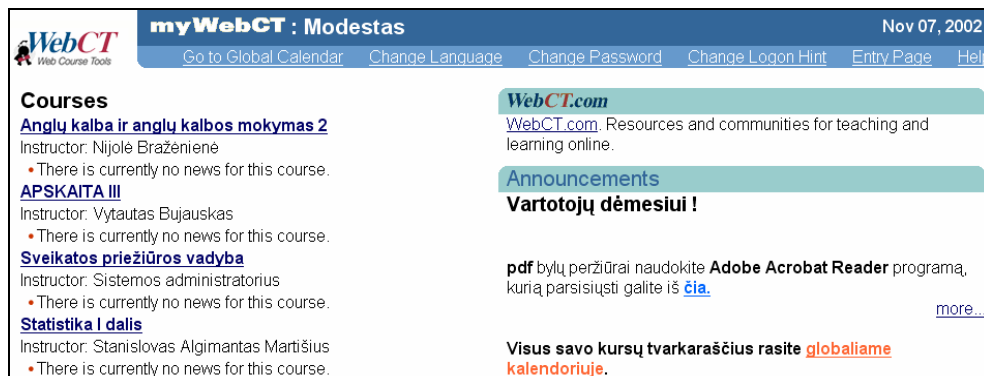 WebCT
Web Course Tools
myWebCT : Modestas
Nov 07, 2002
Go to Global Calendar Change Language Change Password Change Logon Hint Entry Page Help
Courses
Anglų kalba ir anglų kalbos mokymas 2
Instructor: Nijolė Bražėnienė
• There is currently no news for this course.
APSKAITA III
Instructor: Vytautas Bujauskas
• There is currently no news for this course.
Sveikatos priežiūros vadyba
Instructor: Sistemos administratorius
• There is currently no news for this course.
Statistika I dalis
Instructor: Stanislovas Algimantas Martišius
• There is currently no news for this course.
WebCT.com
WebCT.com. Resources and communities for teaching and
learning online.
Announcements
Vartotojų dėmesiui !
pdf bylų peržiūrai naudokite Adobe Acrobat Reader programą,
kurią parsisiųsti galite iš čia.
more...
Visus savo kursų tvarkaraščius rasite globaliame
kalendoriuje.